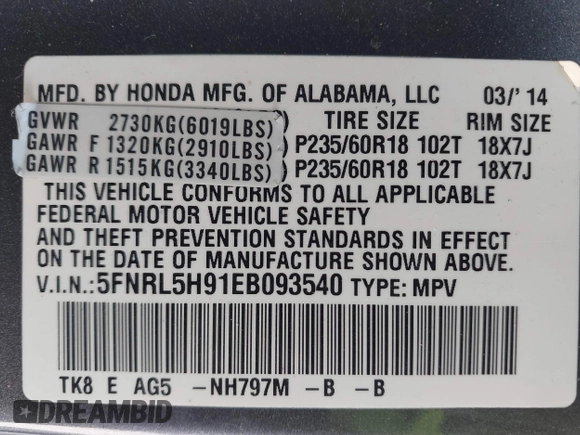 MFD. BY HONDA MFG. OF ALABAMA, LLC 03/' 14
GVWR 2730KG(6019LBS) TIRE SIZE RIM SIZE
GAWR F 1320KG(2910LBS) P235/60R18 102T 18X7J
GAWR R 1515KG(3340LBS) P235/60R18 102T 18X7J
THIS VEHICLE CONFORMS TO ALL APPLICABLE
FEDERAL MOTOR VEHICLE SAFETY
AND THEFT PREVENTION STANDARDS IN EFFECT
ON THE DATE OF MANUFACTURE SHOWN ABOVE.
V.I.N.:5FNRL5H91EB093540 TYPE: MPV
TK8 E AG5 -NH797M -B -B
DREAMBID